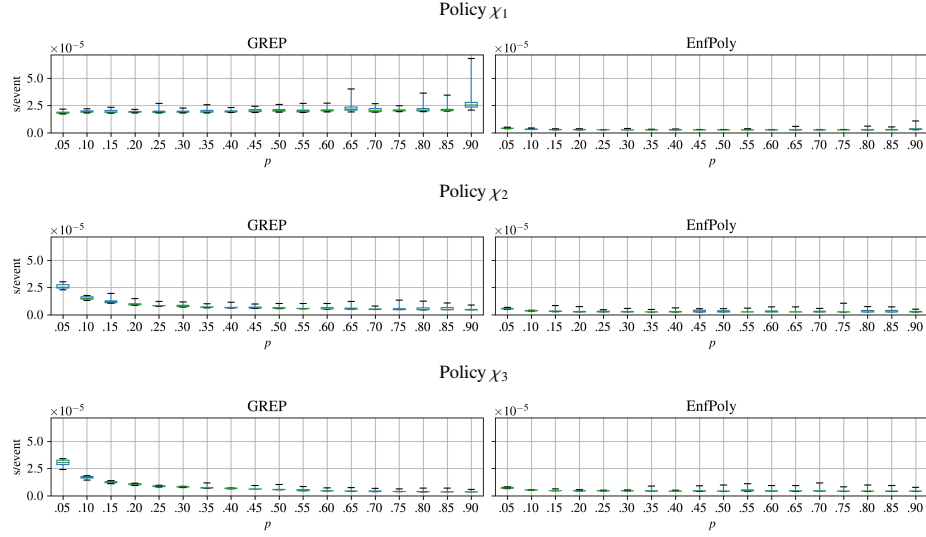 Policy χ1
GREP
EnfPoly
×10−5
×10−5
s/event
5.0
2.5
0.0
.05 .10 .15 .20 .25 .30 .35 .40 .45 .50 .55 .60 .65 .70 .75 .80 .85 .90
.05 .10 .15 .20 .25 .30 .35 .40 .45 .50 .55 .60 .65 .70 .75 .80 .85 .90
p
p
Policy χ2
GREP
EnfPoly
×10−5
×10−5
s/event
5.0
2.5
0.0
.05 .10 .15 .20 .25 .30 .35 .40 .45 .50 .55 .60 .65 .70 .75 .80 .85 .90
.05 .10 .15 .20 .25 .30 .35 .40 .45 .50 .55 .60 .65 .70 .75 .80 .85 .90
p
p
Policy χ3
GREP
EnfPoly
×10−5
×10−5
s/event
5.0
2.5
0.0
.05 .10 .15 .20 .25 .30 .35 .40 .45 .50 .55 .60 .65 .70 .75 .80 .85 .90
.05 .10 .15 .20 .25 .30 .35 .40 .45 .50 .55 .60 .65 .70 .75 .80 .85 .90
p
p